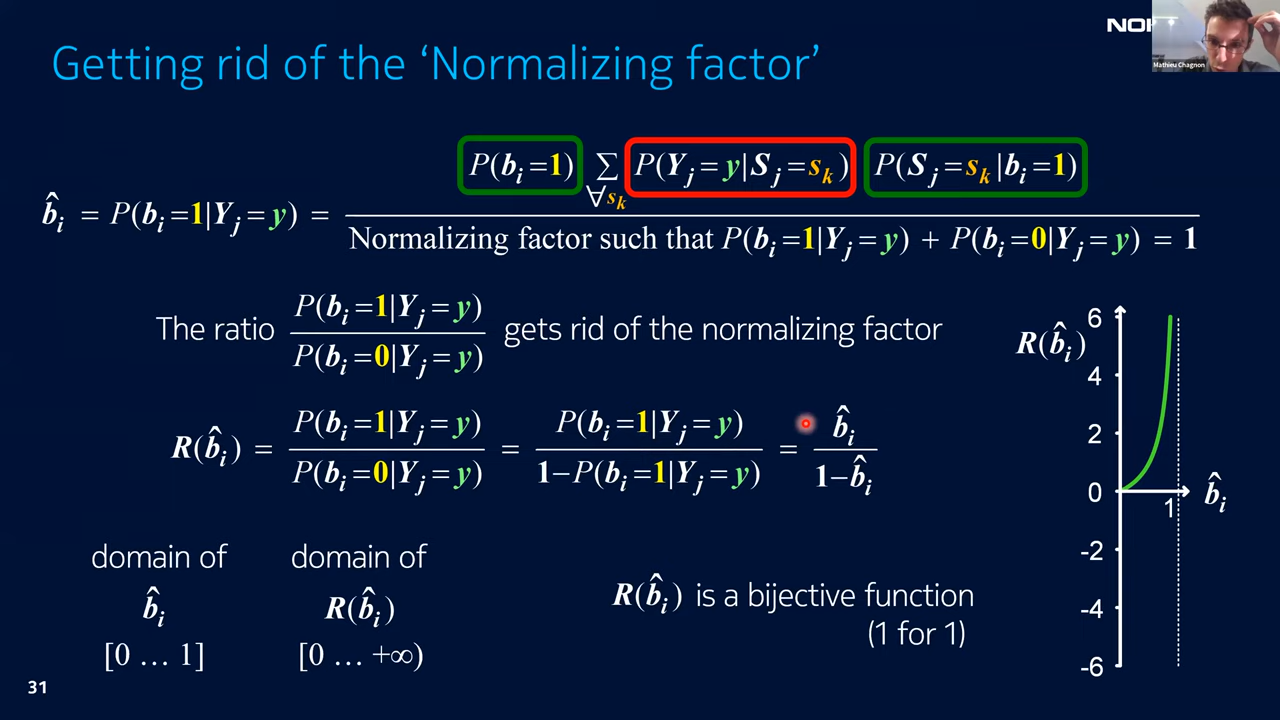 NOK
Mathieu Chagnon
Getting rid of the ‘Normalizing factor’
P(bᵢ=1) ∑ P(Yⱼ=y|Sⱼ=sₖ) P(Sⱼ=sₖ|bᵢ=1)
∀sₖ
b̂ᵢ = P(bᵢ=1|Yⱼ=y) =
Normalizing factor such that P(bᵢ=1|Yⱼ=y) + P(bᵢ=0|Yⱼ=y) = 1
The ratio P(bᵢ=1|Yⱼ=y) / P(bᵢ=0|Yⱼ=y) gets rid of the normalizing factor
R(b̂ᵢ) = P(bᵢ=1|Yⱼ=y) / P(bᵢ=0|Yⱼ=y) = P(bᵢ=1|Yⱼ=y) / 1−P(bᵢ=1|Yⱼ=y) = b̂ᵢ / 1−b̂ᵢ
domain of
b̂ᵢ
[0 … 1]
domain of
R(b̂ᵢ)
[0 … +∞)
R(b̂ᵢ) is a bijective function
(1 for 1)
R(b̂ᵢ)
6
4
2
0
-2
-4
-6
1
b̂ᵢ
31